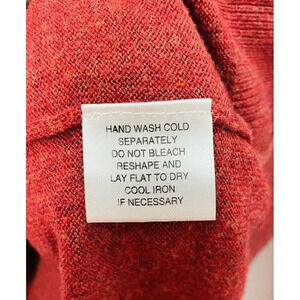 HAND WASH COLD
SEPARATELY
DO NOT BLEACH
RESHAPE AND
LAY FLAT TO DRY
COOL IRON
IF NECESSARY